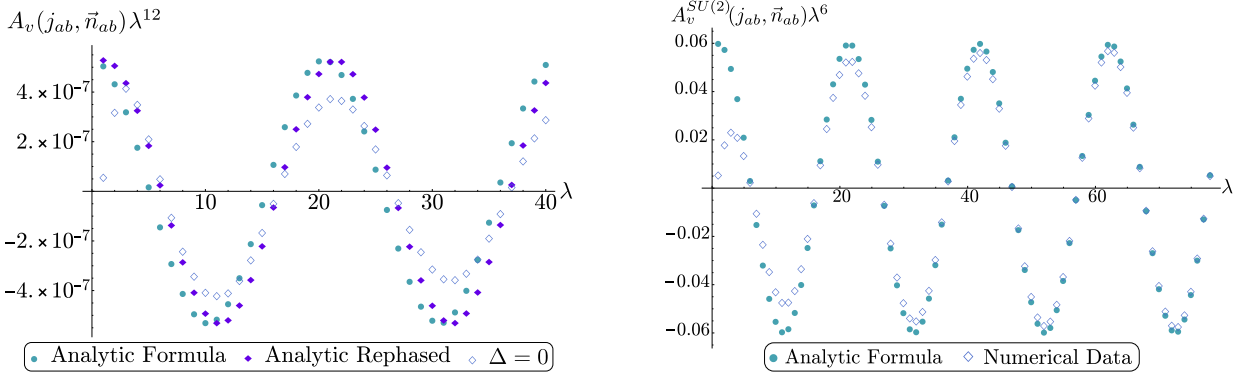 A_v(j_{ab}, \vec{n}_{ab})λ^{12}
4. × 10^{-7}
2. × 10^{-7}
-2. × 10^{-7}
-4. × 10^{-7}
10 20 30 40 λ
Analytic Formula Analytic Rephased Δ = 0
A_v^{SU(2)}(j_{ab}, \vec{n}_{ab})λ^6
0.06
0.04
0.02
-0.02
-0.04
-0.06
20 40 60 λ
Analytic Formula Numerical Data